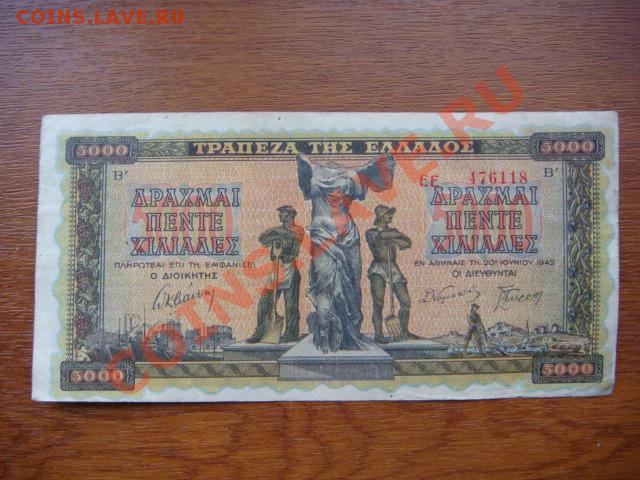 COINS.LAVE.RU
COINS.LAVE.RU
5000 ΤΡΑΠΕΖΑ ΤΗΣ ΕΛΛΑΔΟΣ 5000
Β' Β'
ΕΕ 476118
ΔΡΑΧΜΑΙ
ΠΕΝΤΕ
ΧΙΛΙΑΔΕΣ
ΠΛΗΡΩΤΕΑΙ ΕΠΙ ΤΗ ΕΜΦΑΝΙΣΕΙ
Ο ΔΙΟΙΚΗΤΗΣ
ΔΡΑΧΜΑΙ
ΠΕΝΤΕ
ΧΙΛΙΑΔΕΣ
ΕΝ ΑΘΗΝΑΙΣ ΤΗ 20ῌ ΙΟΥΝΙΟΥ 1942
ΟΙ ΔΙΕΥΘΥΝΤΑΙ
5000 5000